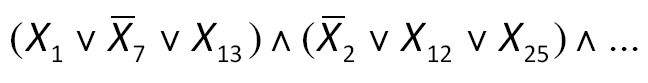 (X₁ ∨ X̅₇ ∨ X₁₃) ∧ (X̅₂ ∨ X₁₂ ∨ X₂₅) ∧ ...